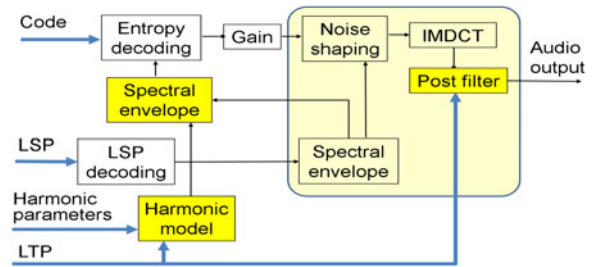 Code
Entropy
decoding
Gain
Noise
shaping
IMDCT
Audio
output
Post filter
Spectral
envelope
LSP
LSP
decoding
Spectral
envelope
Harmonic
parameters
Harmonic
model
LTP